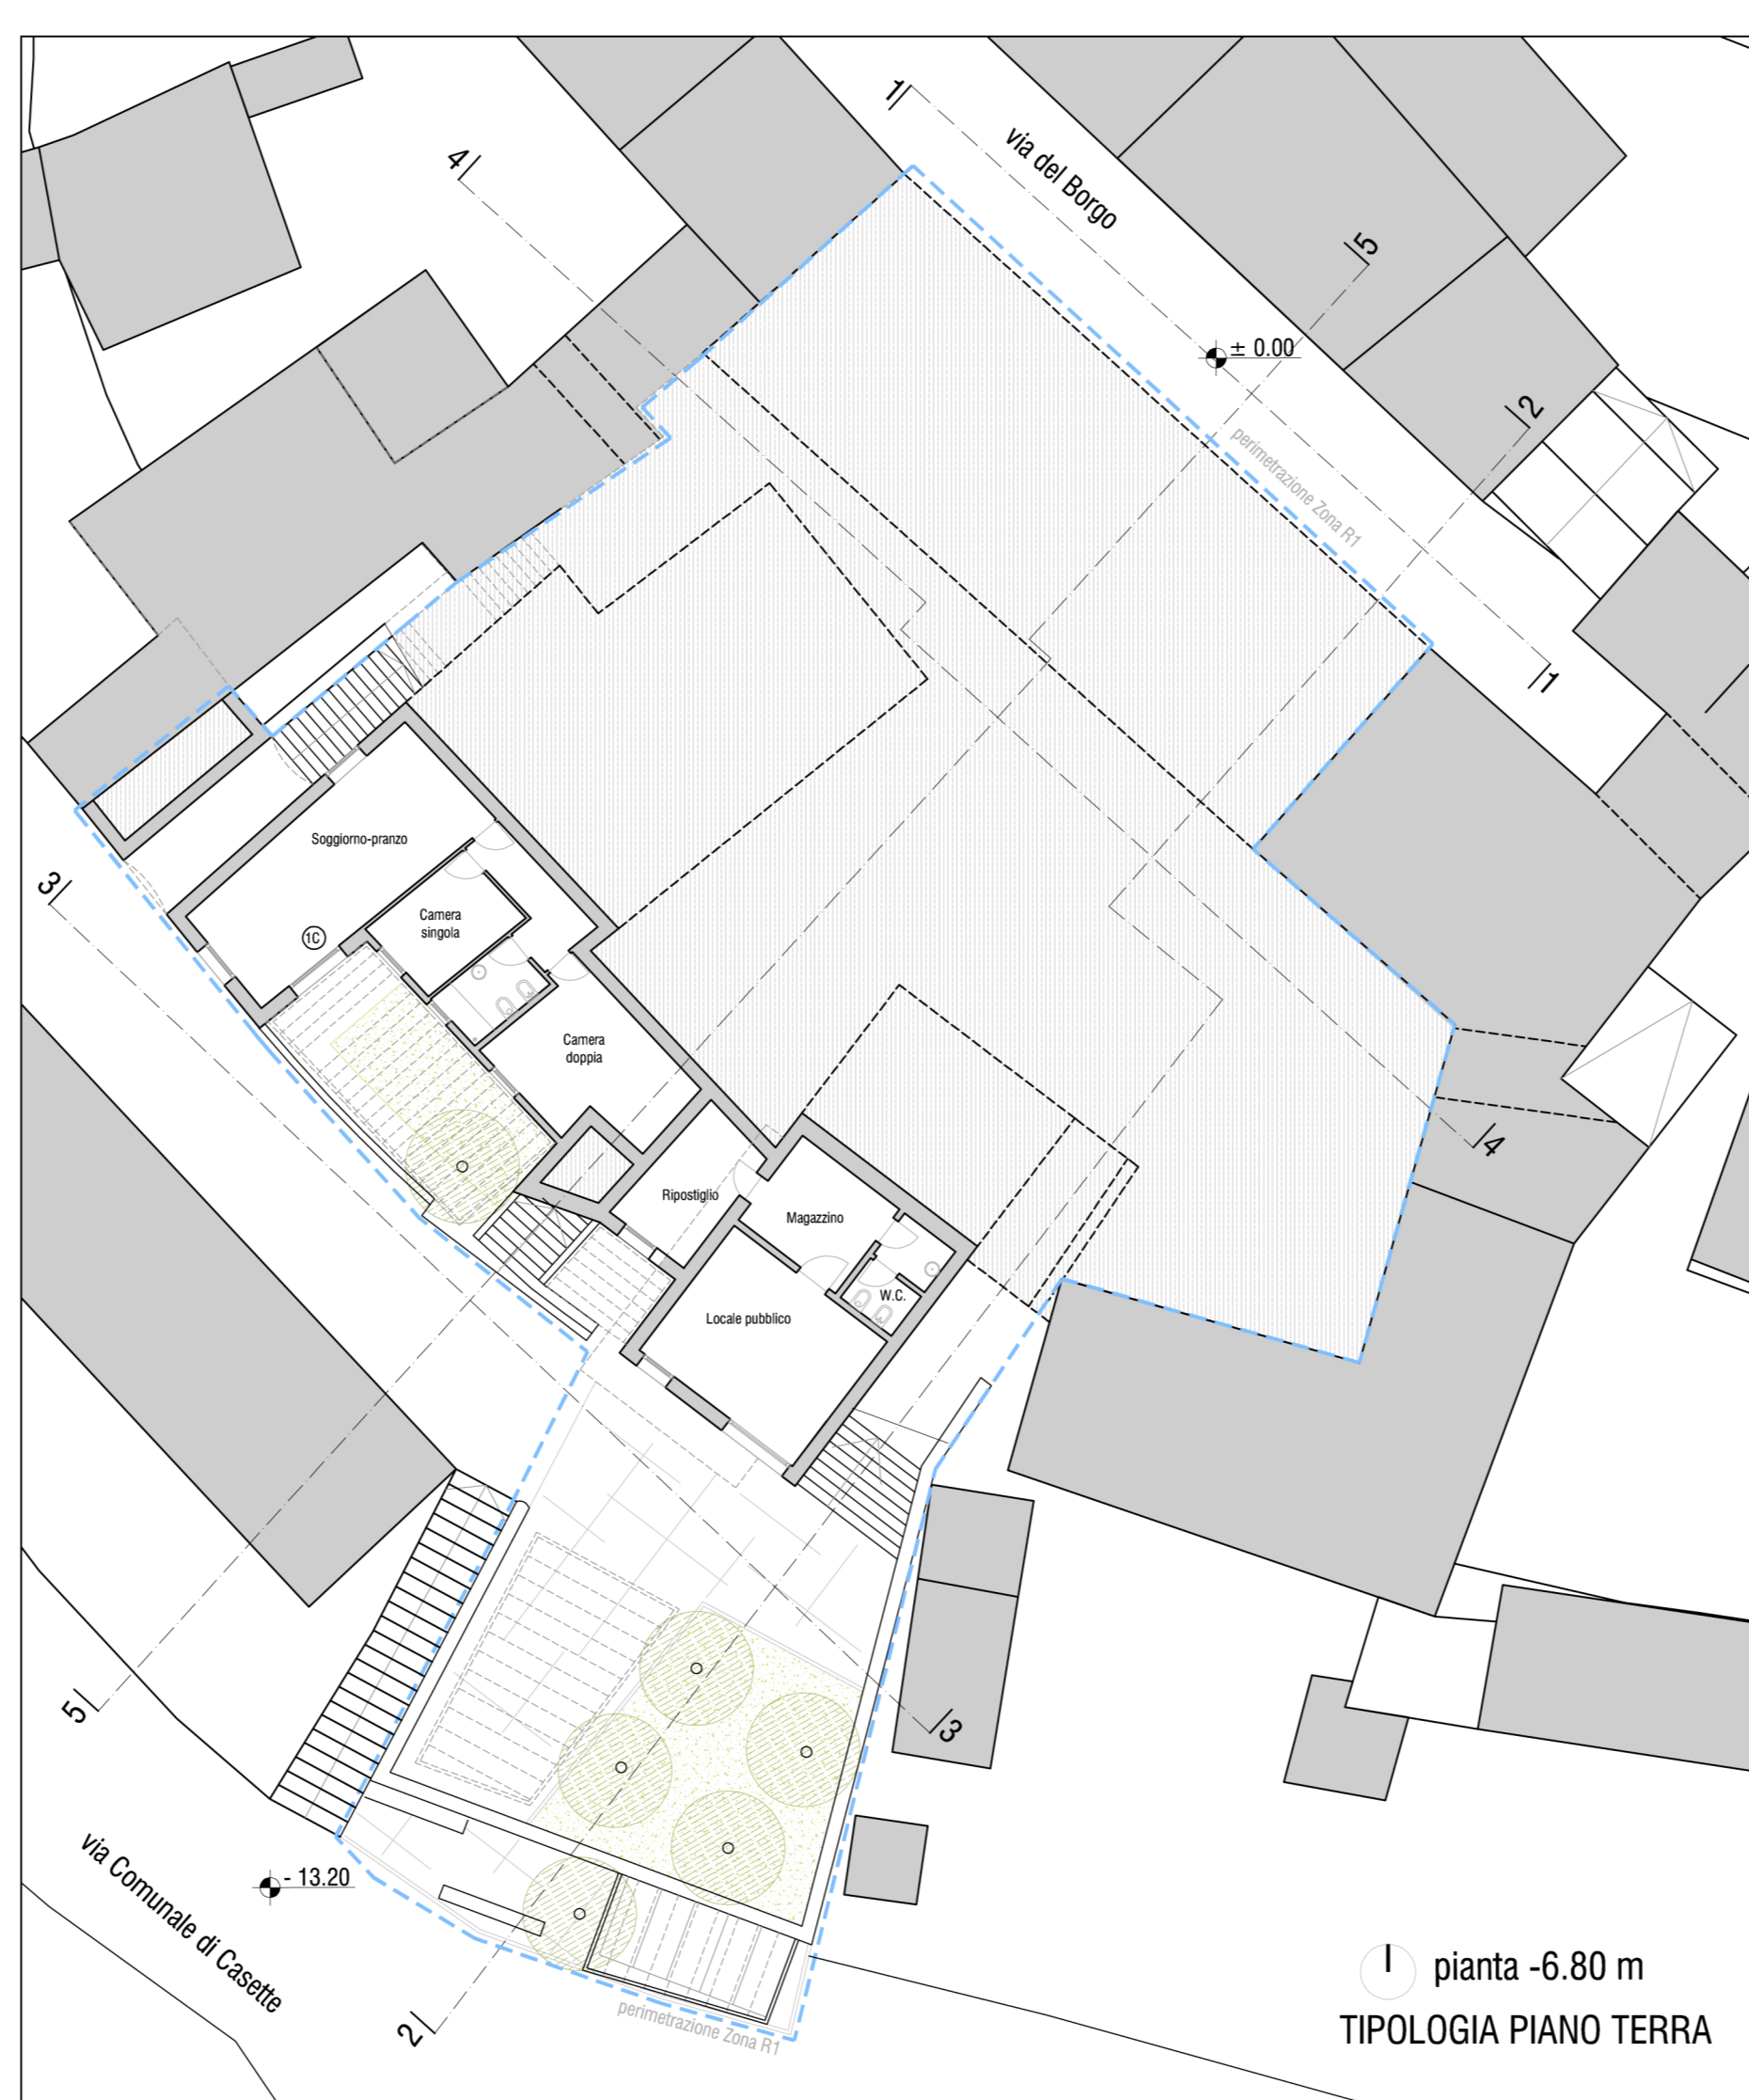 1
via del Borgo
4
5
± 0.00
2
perimetrazione Zona R1
1
Soggiorno-pranzo
3
Camera
singola
1C
Camera
doppia
4
Ripostiglio
Magazzino
W.C.
Locale pubblico
5
3
via Comunale di Casette
- 13.20
2
perimetrazione Zona R1
pianta -6.80 m
TIPOLOGIA PIANO TERRA